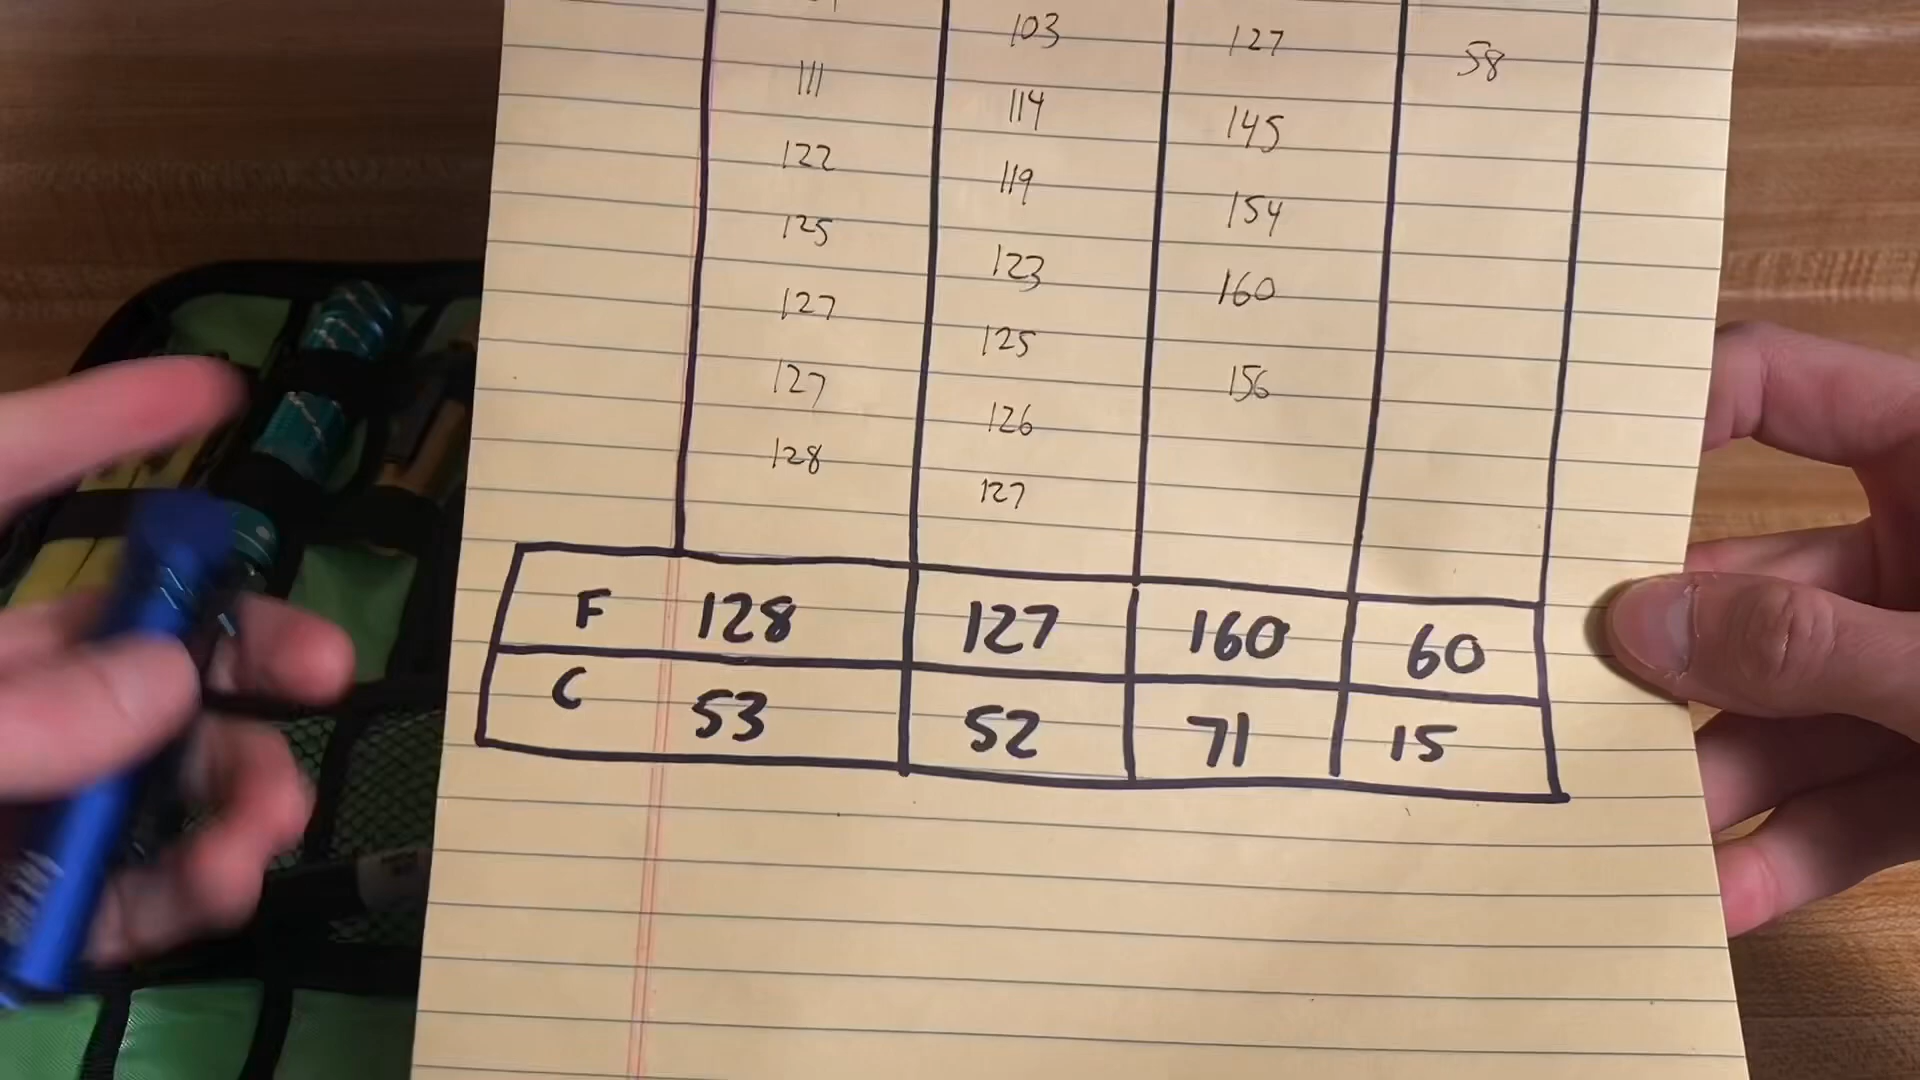 103 127 58
111 114 145
122 119 154
125 123 160
127 125 156
127 126
128 127
F 128 127 160 60
C 53 52 71 15